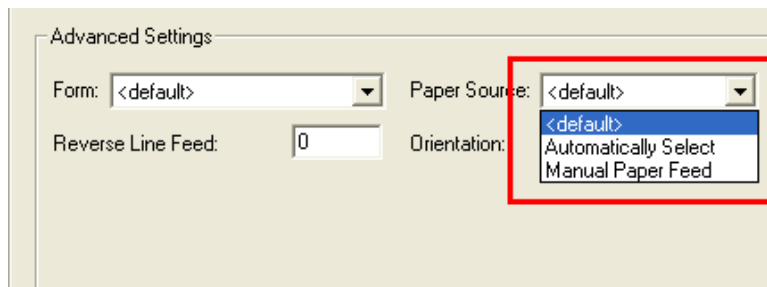 Advanced Settings
Form: <default> Paper Source: <default>
<default>
Reverse Line Feed: 0 Orientation: Automatically Select
Manual Paper Feed